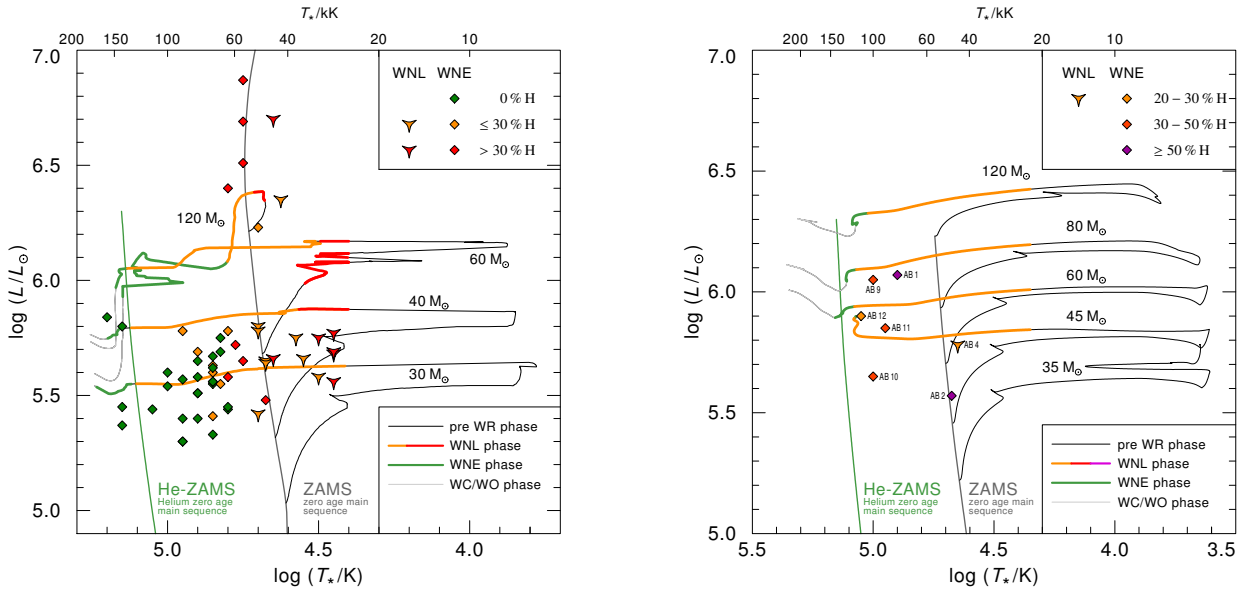 T⁎/kK
200 150 100 60 40 20 10
7.0
6.5
6.0
5.5
5.0
log (L/L☉)
WNL WNE
0 % H
≤ 30 % H
> 30 % H
120 M☉
60 M☉
40 M☉
30 M☉
pre WR phase
WNL phase
WNE phase
WC/WO phase
He-ZAMS
Helium zero age
main sequence
ZAMS
zero age main
sequence
5.0 4.5 4.0
log (T⁎/K)
T⁎/kK
200 150 100 60 40 20 10
7.0
6.5
6.0
5.5
5.0
log (L/L☉)
WNL WNE
20 – 30 % H
30 – 50 % H
≥ 50 % H
120 M☉
80 M☉
60 M☉
45 M☉
35 M☉
AB 1
AB 9
AB 12
AB 11
AB 4
AB 10
AB 2
pre WR phase
WNL phase
WNE phase
WC/WO phase
He-ZAMS
Helium zero age
main sequence
ZAMS
zero age main
sequence
5.5 5.0 4.5 4.0 3.5
log (T⁎/K)